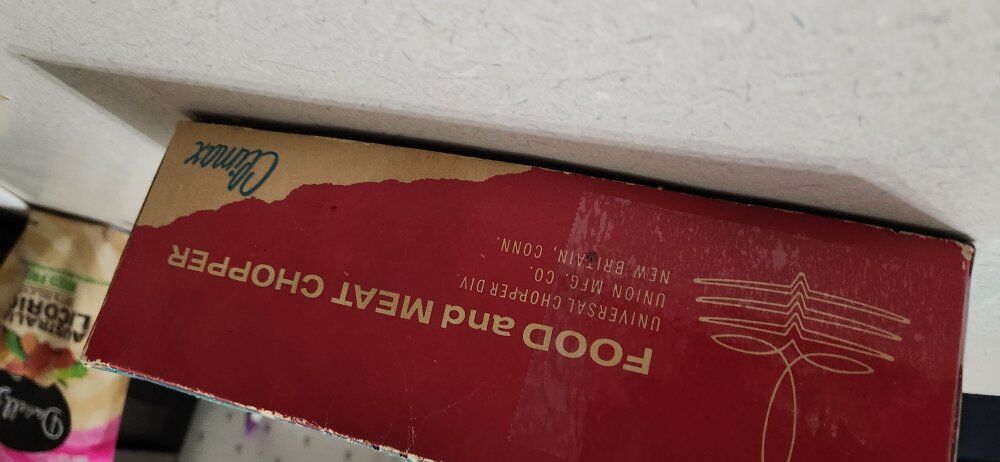 FOOD and MEAT CHOPPER
UNIVERSAL CHOPPER DIV.
UNION MFG. CO.
NEW BRITAIN, CONN.
Climax